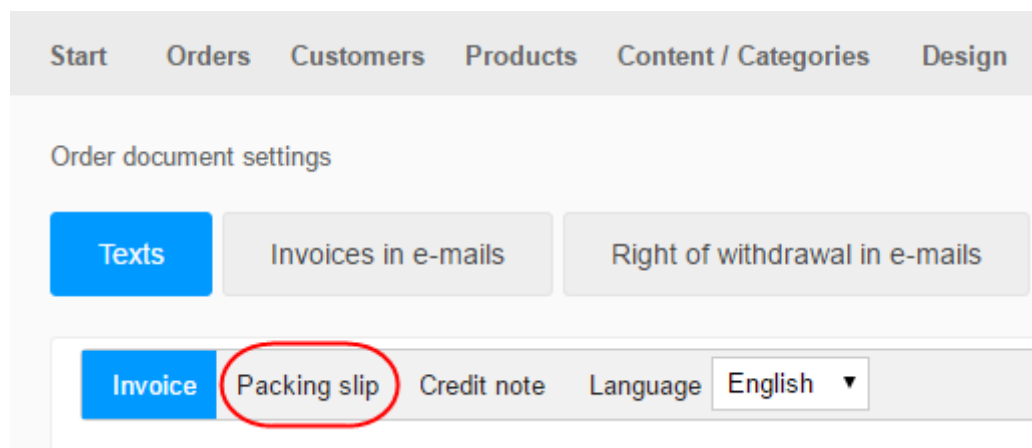 Start Orders Customers Products Content / Categories Design
Order document settings
Texts Invoices in e-mails Right of withdrawal in e-mails
Invoice Packing slip Credit note Language English